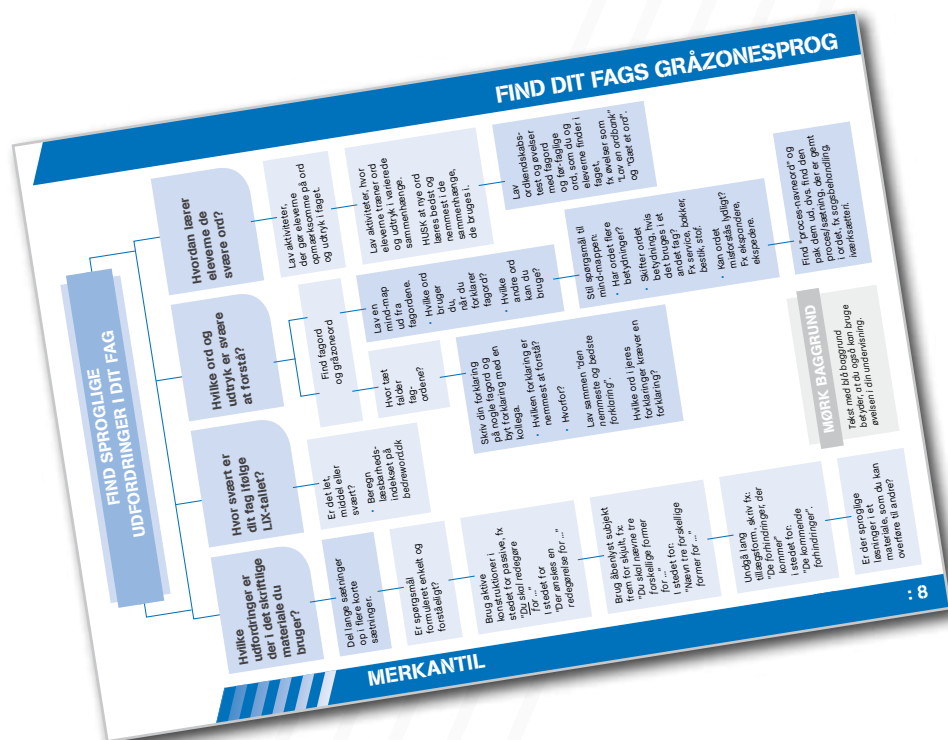 FIND DIT FAGS GRÅZONESPROG
FIND SPROGLIGE
UDFORDRINGER I DIT FAG
Hvilke
udfordringer er
der i det skriftlige
materiale du
bruger?
Del lange sætninger
op i flere korte
sætninger.
Er spørgsmål
formuleret enkelt og
forståeligt?
Brug aktive
konstruktioner i
stedet for passive, fx
"Du skal redegøre
for ..."
I stedet for
"Der ønskes en
redegørelse for ..."
Brug åbenlyst subjekt
frem for skjult, fx:
"Du skal nævne tre
forskellige former
..."
I stedet for:
"Nævn tre forskellige
former for ..."
Undgå lang
tillægsform, skriv fx:
"De forhindringer, der
kommer"
i stedet for:
"De kommende
forhindringer".
Er der sproglige
løsninger i et
materiale, som du kan
overføre til andre?
Hvor svært er
dit fag ifølge
LIX-tallet?
Er det let,
middel eller
svært?
• Beregn
læsbarheds-
indekset på
bedreword.dk
Hvilke ord og
udtryk er svære
at forstå?
Find fagord
og gråzoneord
Hvor tæt
falder
fag-
ordene?
Skriv din forklaring
på nogle fagord og
byt forklaring med en
kollega.
• Hvilken forklaring er
nemmest at forstå?
• Hvorfor?
Lav sammen "den
nemmeste og bedste
forklaring".
Hvilke ord i jeres
forklaringer kræver en
forklaring?
Lav en
mind-map
ud fra
fagordene.
• Hvilke ord
bruger
du,
når du
forklarer
fagord?
• Hvilke
andre ord
kan du
bruge?
Stil spørgsmål til
mind-mappen:
• Har ordet flere
betydninger?
• Skifter ordet
betydning, hvis
det bruges i et
andet fag?
Fx service, bakker,
bestik, stof.
• Kan ordet
misforstås lydligt?
Fx ekspondere,
ekspedere.
Find "proces-navneord" og
pak dem ud, dvs. find den
proces/sætning, der er gemt
i ordet, fx sagsbehandling,
iværksætteri.
Hvordan lærer
eleverne de
svære ord?
Lav aktiviteter,
der gør eleverne
opmærksomme på ord
og udtryk i faget.
Lav aktiviteter, hvor
eleverne træner ord
og udtryk i varierede
sammenhænge.
HUSK at nye ord
læres bedst og
nemmest i de
sammenhænge,
de bruges i.
Lav
ordkendskabs-
test og øvelser
med fagord
og før-faglige
ord, som du og
eleverne finder i
faget,
fx øvelser som
"Lav en ordbank"
og "Gæt et ord".
MØRK BAGGRUND
Tekst med blå baggrund
betyder, at du også kan bruge
øvelsen i din undervisning.
MERKANTIL
: 8